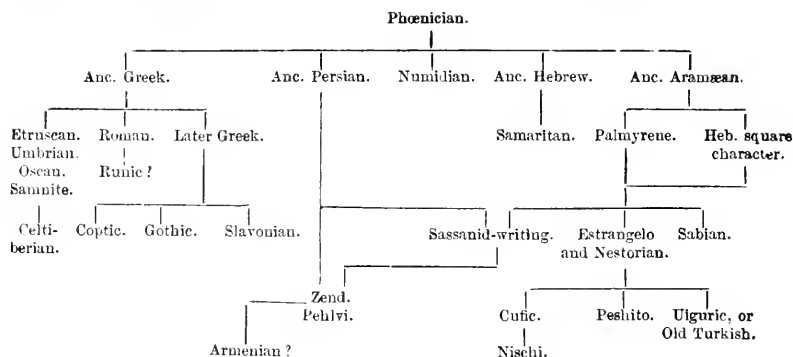 Phœnician.
Anc. Greek. Anc. Persian. Numidian. Anc. Hebrew. Anc. Aramæan.
Etruscan. Roman. Later Greek. Samaritan. Palmyrene. Heb. square
Umbrian. character.
Oscan. Runic ?
Samnite.
Celti- Coptic. Gothic. Slavonian. Sassanid-writing. Estrangelo Sabian.
berian. and Nestorian.
Zend.
Pehlvi. Cufic. Peshito. Uiguric, or
Old Turkish.
Armenian ? Nischi.